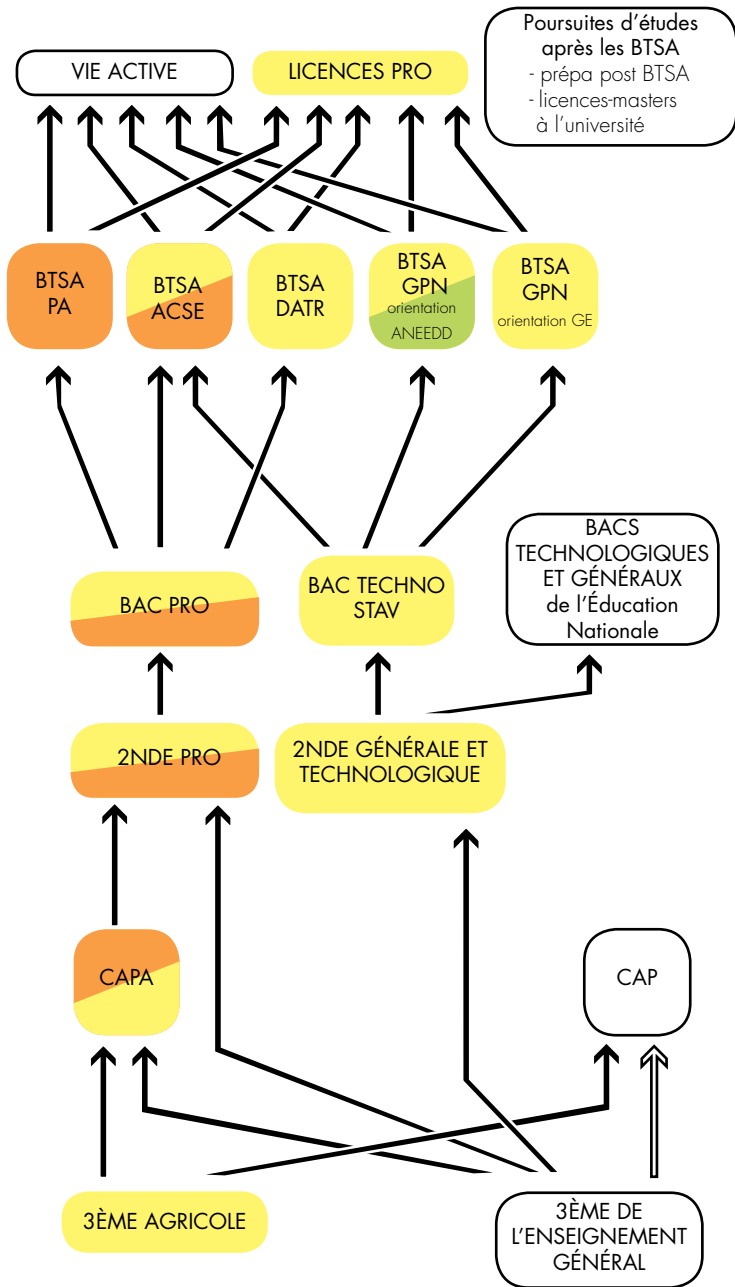 Poursuites d’études
après les BTSA
- prépa post BTSA
- licences-masters
à l’université
VIE ACTIVE
LICENCES PRO
BTSA
PA
BTSA
ACSE
BTSA
DATR
BTSA
GPN
orientation
ANEEDD
BTSA
GPN
orientation GE
BACS
TECHNOLOGIQUES
ET GÉNÉRAUX
de l’Éducation
Nationale
BAC PRO
BAC TECHNO
STAV
2NDE PRO
2NDE GÉNÉRALE ET
TECHNOLOGIQUE
CAPA
CAP
3ÈME AGRICOLE
3ÈME DE
L’ENSEIGNEMENT
GÉNÉRAL